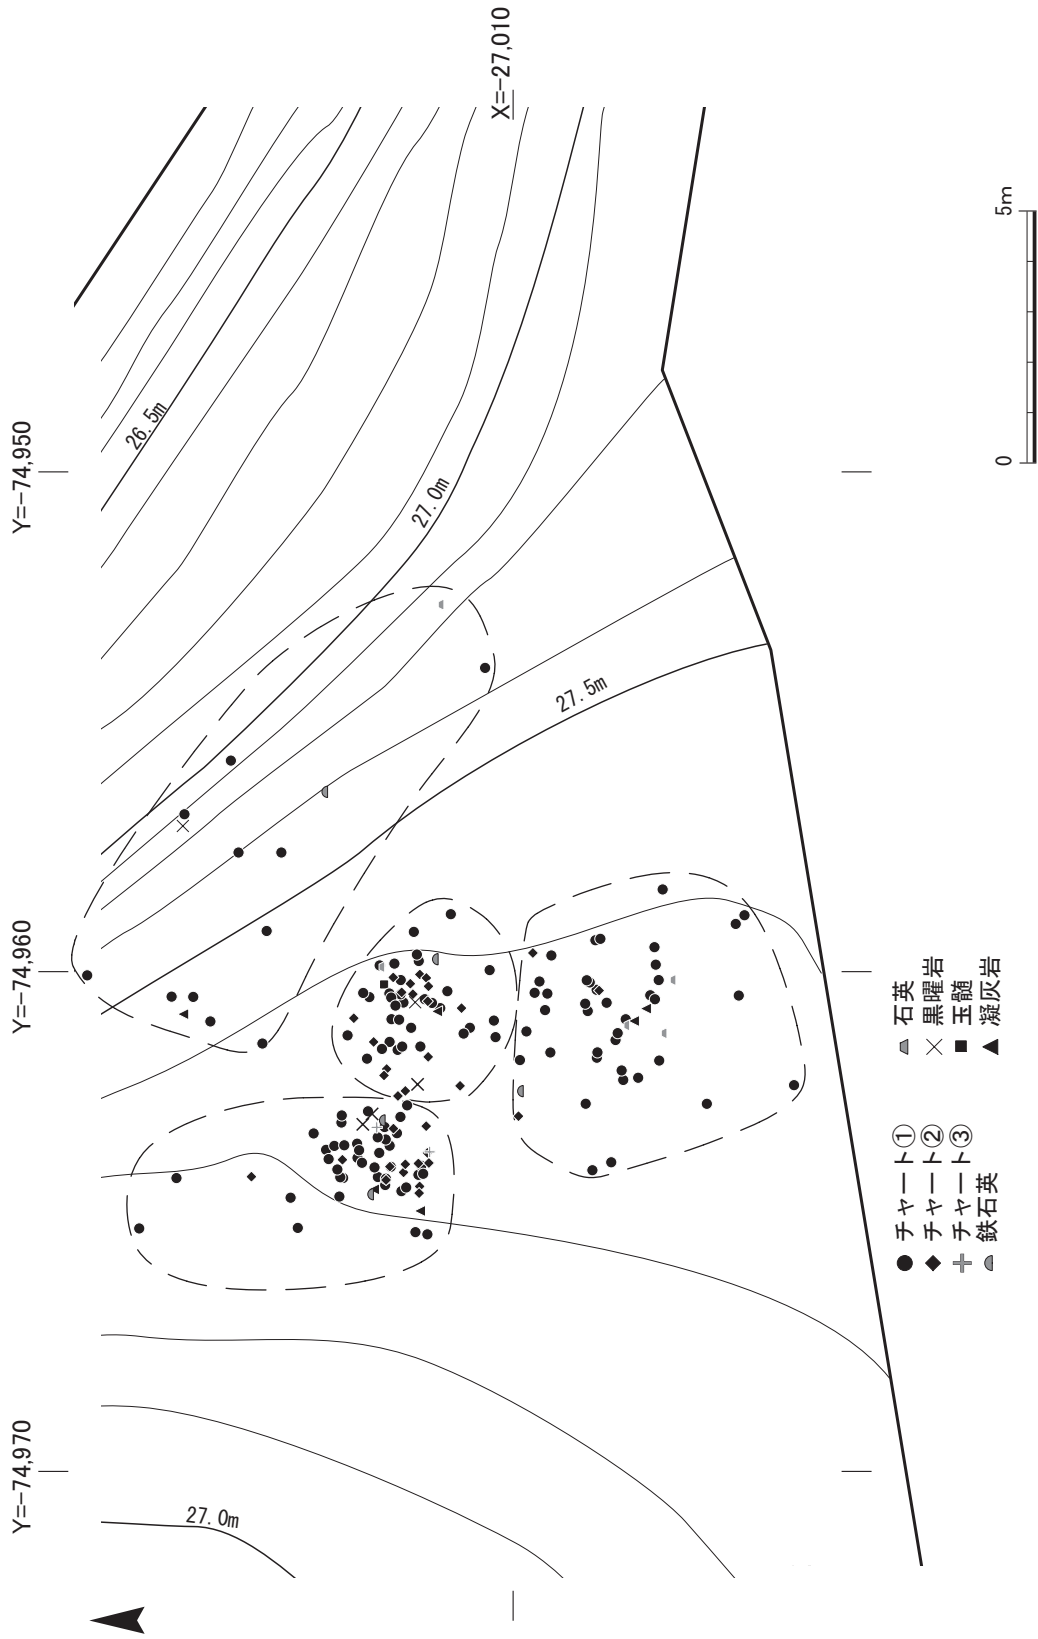 X=-27,010
Y=-74,950
Y=-74,960
Y=-74,970
26.5m
27.0m
27.5m
27.0m
0 5m
チャート①
チャート②
チャート③
鉄石英
石英
黒曜岩
玉髄
凝灰岩